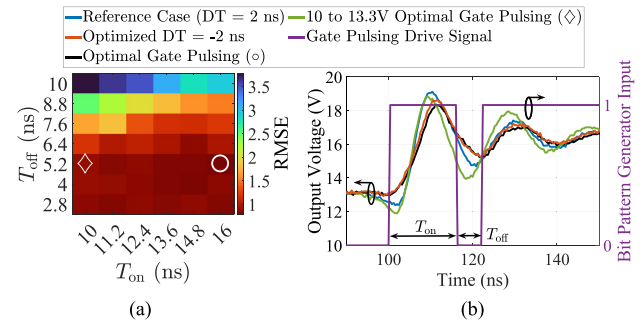 Reference Case (DT = 2 ns)
10 to 13.3V Optimal Gate Pulsing (◇)
Optimized DT = -2 ns
Gate Pulsing Drive Signal
Optimal Gate Pulsing (○)
T_off (ns)
10
8.8
7.6
6.4
5.2
4
2.8
10
11.2
12.4
13.6
14.8
16
T_on (ns)
3.5
3
2.5
2
1.5
1
RMSE
(a)
Output Voltage (V)
20
18
16
14
12
10
T_on
T_off
100
120
140
Time (ns)
1
0
Bit Pattern Generator Input
(b)